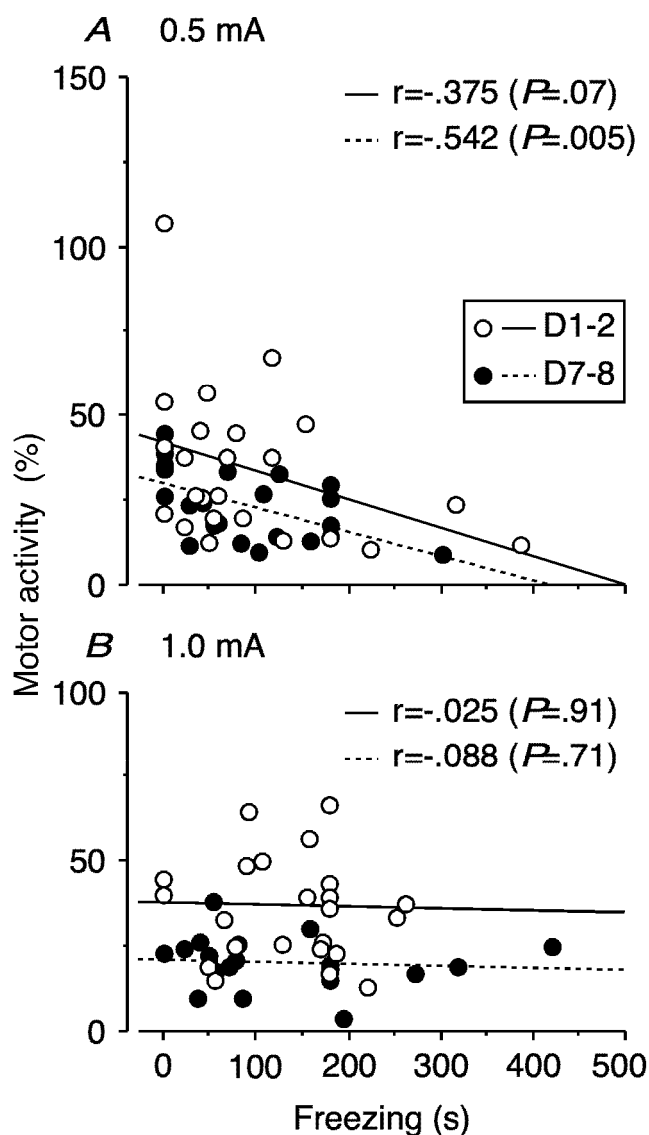 A 0.5 mA
150
r=-.375 (P=.07)
r=-.542 (P=.005)
100
D1-2
D7-8
50
0
Motor activity (%)
B 1.0 mA
100
r=-.025 (P=.91)
r=-.088 (P=.71)
50
0
0 100 200 300 400 500
Freezing (s)